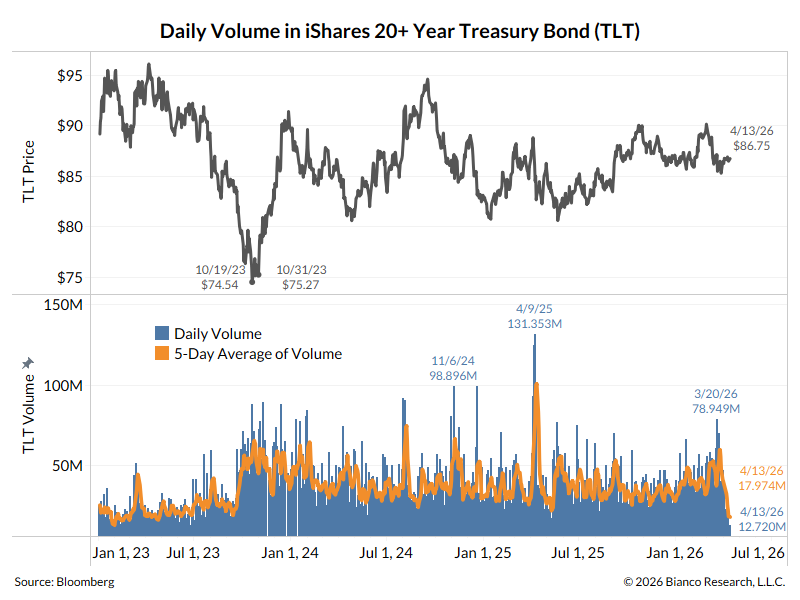 Daily Volume in iShares 20+ Year Treasury Bond (TLT)
TLT Price
$95
$90
$85
$80
$75
4/13/26
$86.75
10/19/23
$74.54
10/31/23
$75.27
TLT Volume
150M
100M
50M
Daily Volume
5-Day Average of Volume
11/6/24
98.896M
4/9/25
131.353M
3/20/26
78.949M
4/13/26
17.974M
4/13/26
12.720M
Jan 1, 23
Jul 1, 23
Jan 1, 24
Jul 1, 24
Jan 1, 25
Jul 1, 25
Jan 1, 26
Jul 1, 26
Source: Bloomberg
© 2026 Bianco Research, L.L.C.